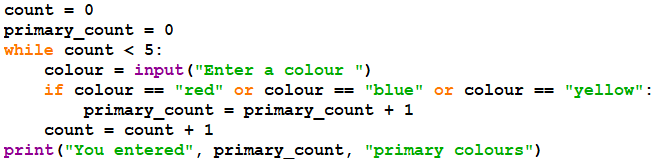 count = 0
primary_count = 0
while count < 5:
    colour = input("Enter a colour ")
    if colour == "red" or colour == "blue" or colour == "yellow":
        primary_count = primary_count + 1
    count = count + 1
print("You entered", primary_count, "primary colours")